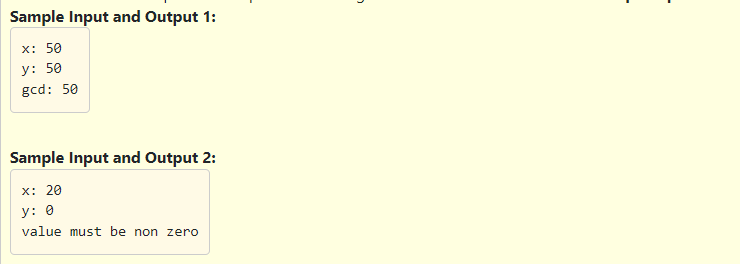 Sample Input and Output 1:
x: 50
y: 50
gcd: 50
Sample Input and Output 2:
x: 20
y: 0
value must be non zero